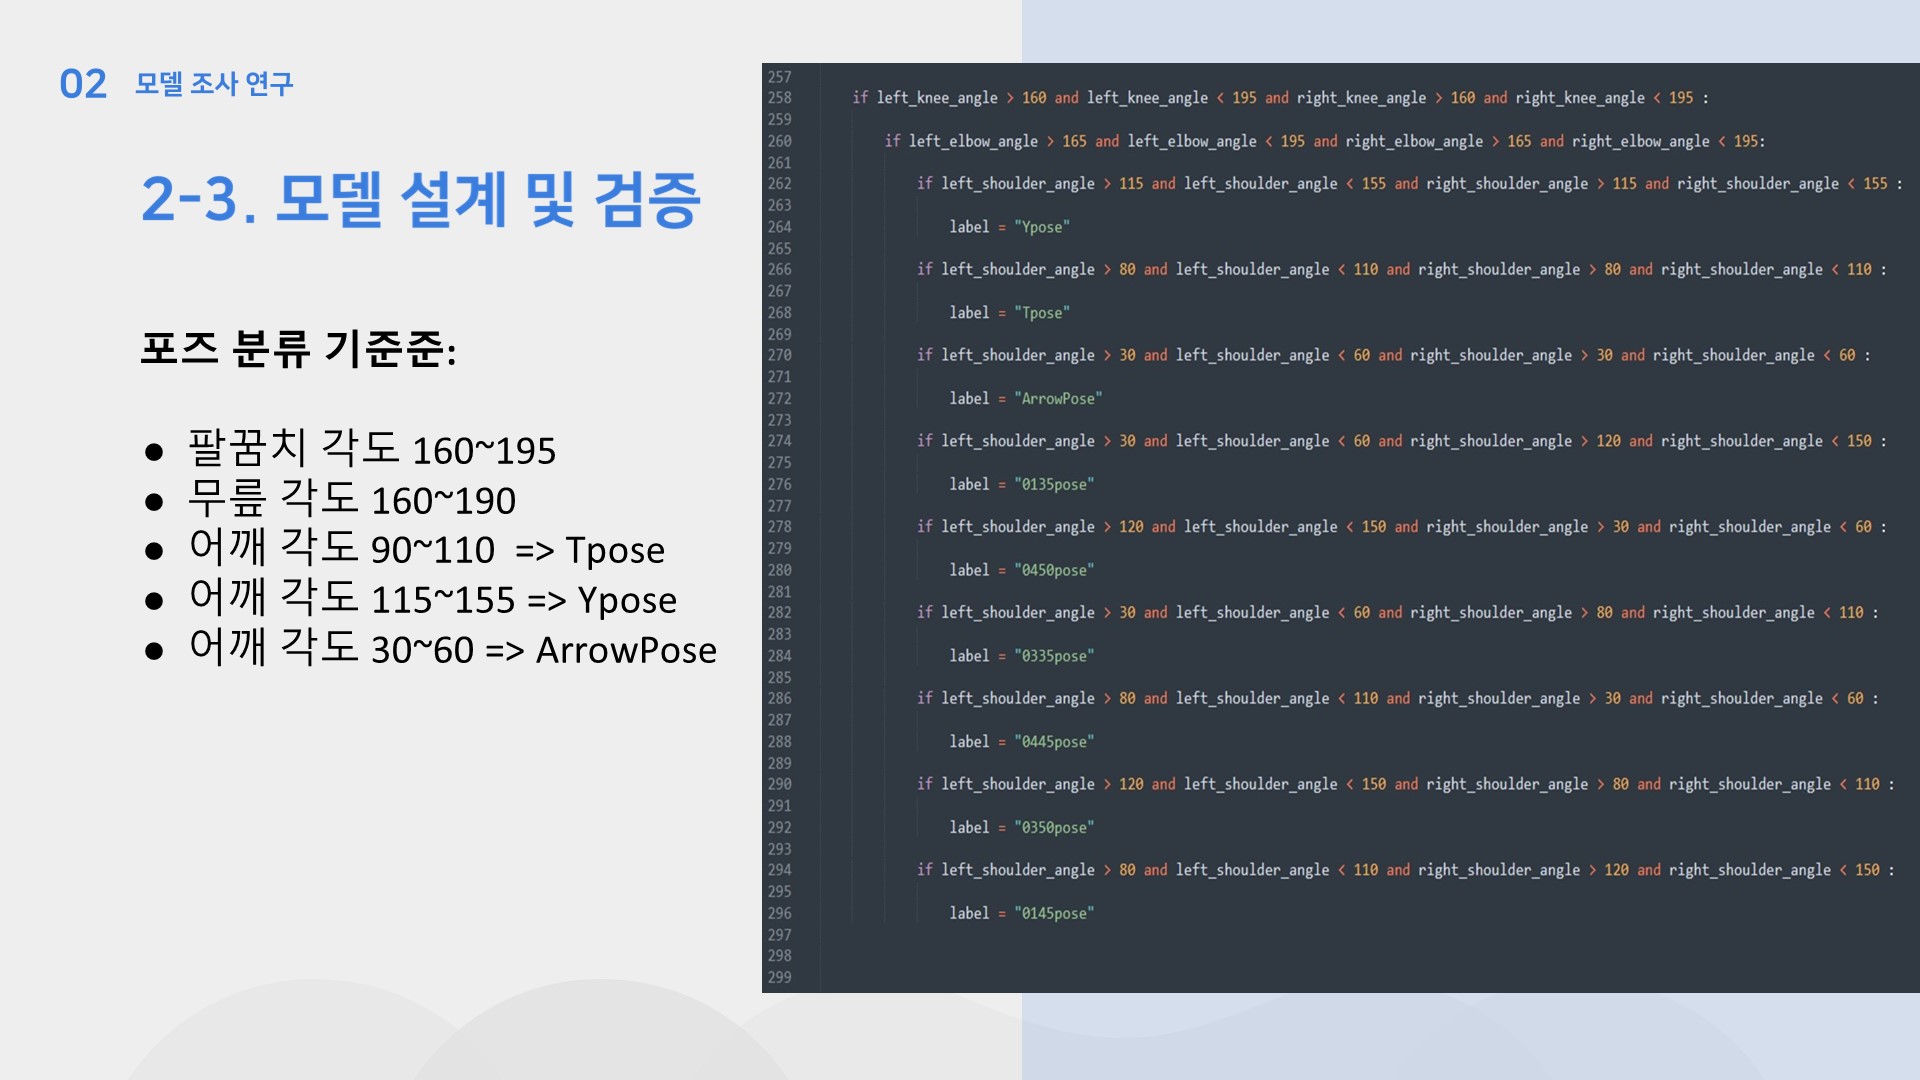 02 모델 조사 연구
2-3. 모델 설계 및 검증
포즈 분류 기준준:
● 팔꿈치 각도 160~195
● 무릎 각도 160~190
● 어깨 각도 90~110 => Tpose
● 어깨 각도 115~155 => Ypose
● 어깨 각도 30~60 => ArrowPose
257
258 if left_knee_angle > 160 and left_knee_angle < 195 and right_knee_angle > 160 and right_knee_angle < 195 :
259
260 if left_elbow_angle > 165 and left_elbow_angle < 195 and right_elbow_angle > 165 and right_elbow_angle < 195:
261
262 if left_shoulder_angle > 115 and left_shoulder_angle < 155 and right_shoulder_angle > 115 and right_shoulder_angle < 155 :
263
264 label = "Ypose"
265
266 if left_shoulder_angle > 80 and left_shoulder_angle < 110 and right_shoulder_angle > 80 and right_shoulder_angle < 110 :
267
268 label = "Tpose"
269
270 if left_shoulder_angle > 30 and left_shoulder_angle < 60 and right_shoulder_angle > 30 and right_shoulder_angle < 60 :
271
272 label = "ArrowPose"
273
274 if left_shoulder_angle > 30 and left_shoulder_angle < 60 and right_shoulder_angle > 120 and right_shoulder_angle < 150 :
275
276 label = "0135pose"
277
278 if left_shoulder_angle > 120 and left_shoulder_angle < 150 and right_shoulder_angle > 30 and right_shoulder_angle < 60 :
279
280 label = "0450pose"
281
282 if left_shoulder_angle > 30 and left_shoulder_angle < 60 and right_shoulder_angle > 80 and right_shoulder_angle < 110 :
283
284 label = "0335pose"
285
286 if left_shoulder_angle > 80 and left_shoulder_angle < 110 and right_shoulder_angle > 30 and right_shoulder_angle < 60 :
287
288 label = "0445pose"
289
290 if left_shoulder_angle > 120 and left_shoulder_angle < 150 and right_shoulder_angle > 80 and right_shoulder_angle < 110 :
291
292 label = "0350pose"
293
294 if left_shoulder_angle > 80 and left_shoulder_angle < 110 and right_shoulder_angle > 120 and right_shoulder_angle < 150 :
295
296 label = "0145pose"
297
298
299